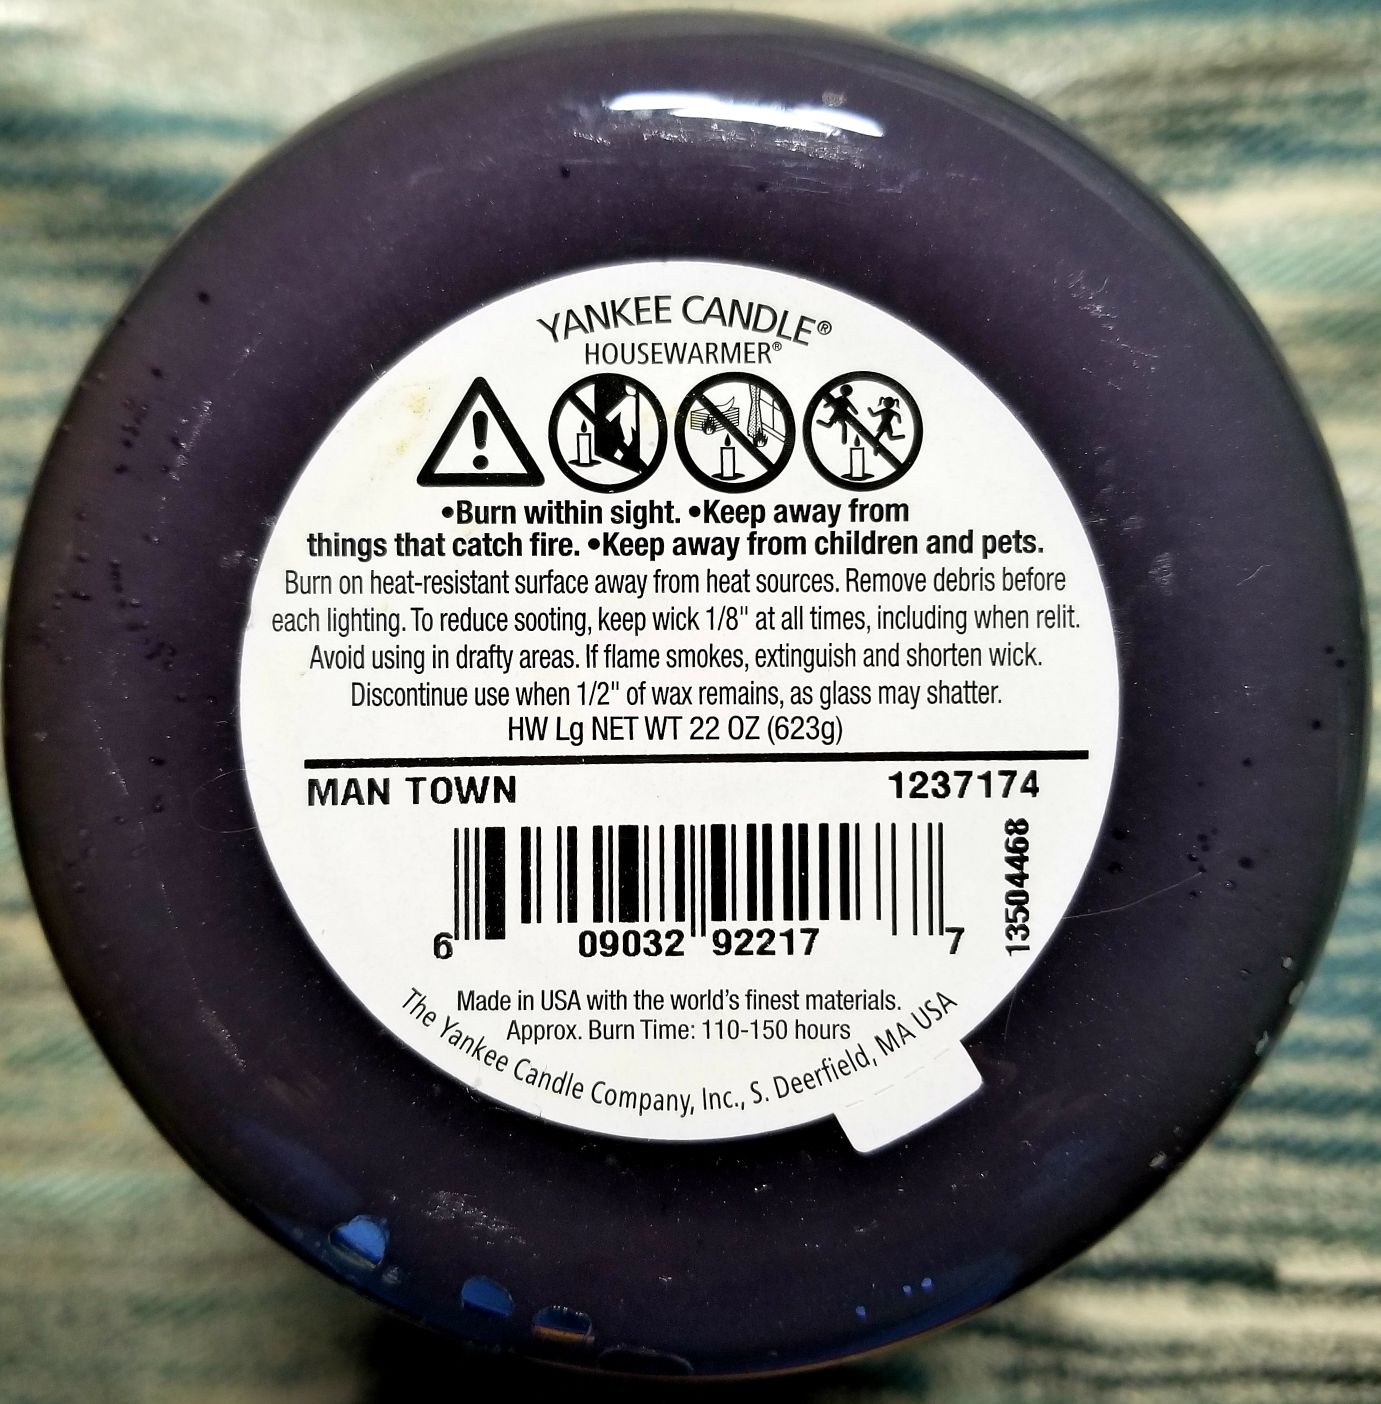 YANKEE CANDLE®
HOUSEWARMER®
•Burn within sight. •Keep away from
things that catch fire. •Keep away from children and pets.
Burn on heat-resistant surface away from heat sources. Remove debris before
each lighting. To reduce sooting, keep wick 1/8" at all times, including when relit.
Avoid using in drafty areas. If flame smokes, extinguish and shorten wick.
Discontinue use when 1/2" of wax remains, as glass may shatter.
HW Lg NET WT 22 OZ (623g)
MAN TOWN 1237174
13504468
6 09032 92217 7
Made in USA with the world's finest materials.
Approx. Burn Time: 110-150 hours
The Yankee Candle Company, Inc., S. Deerfield, MA USA